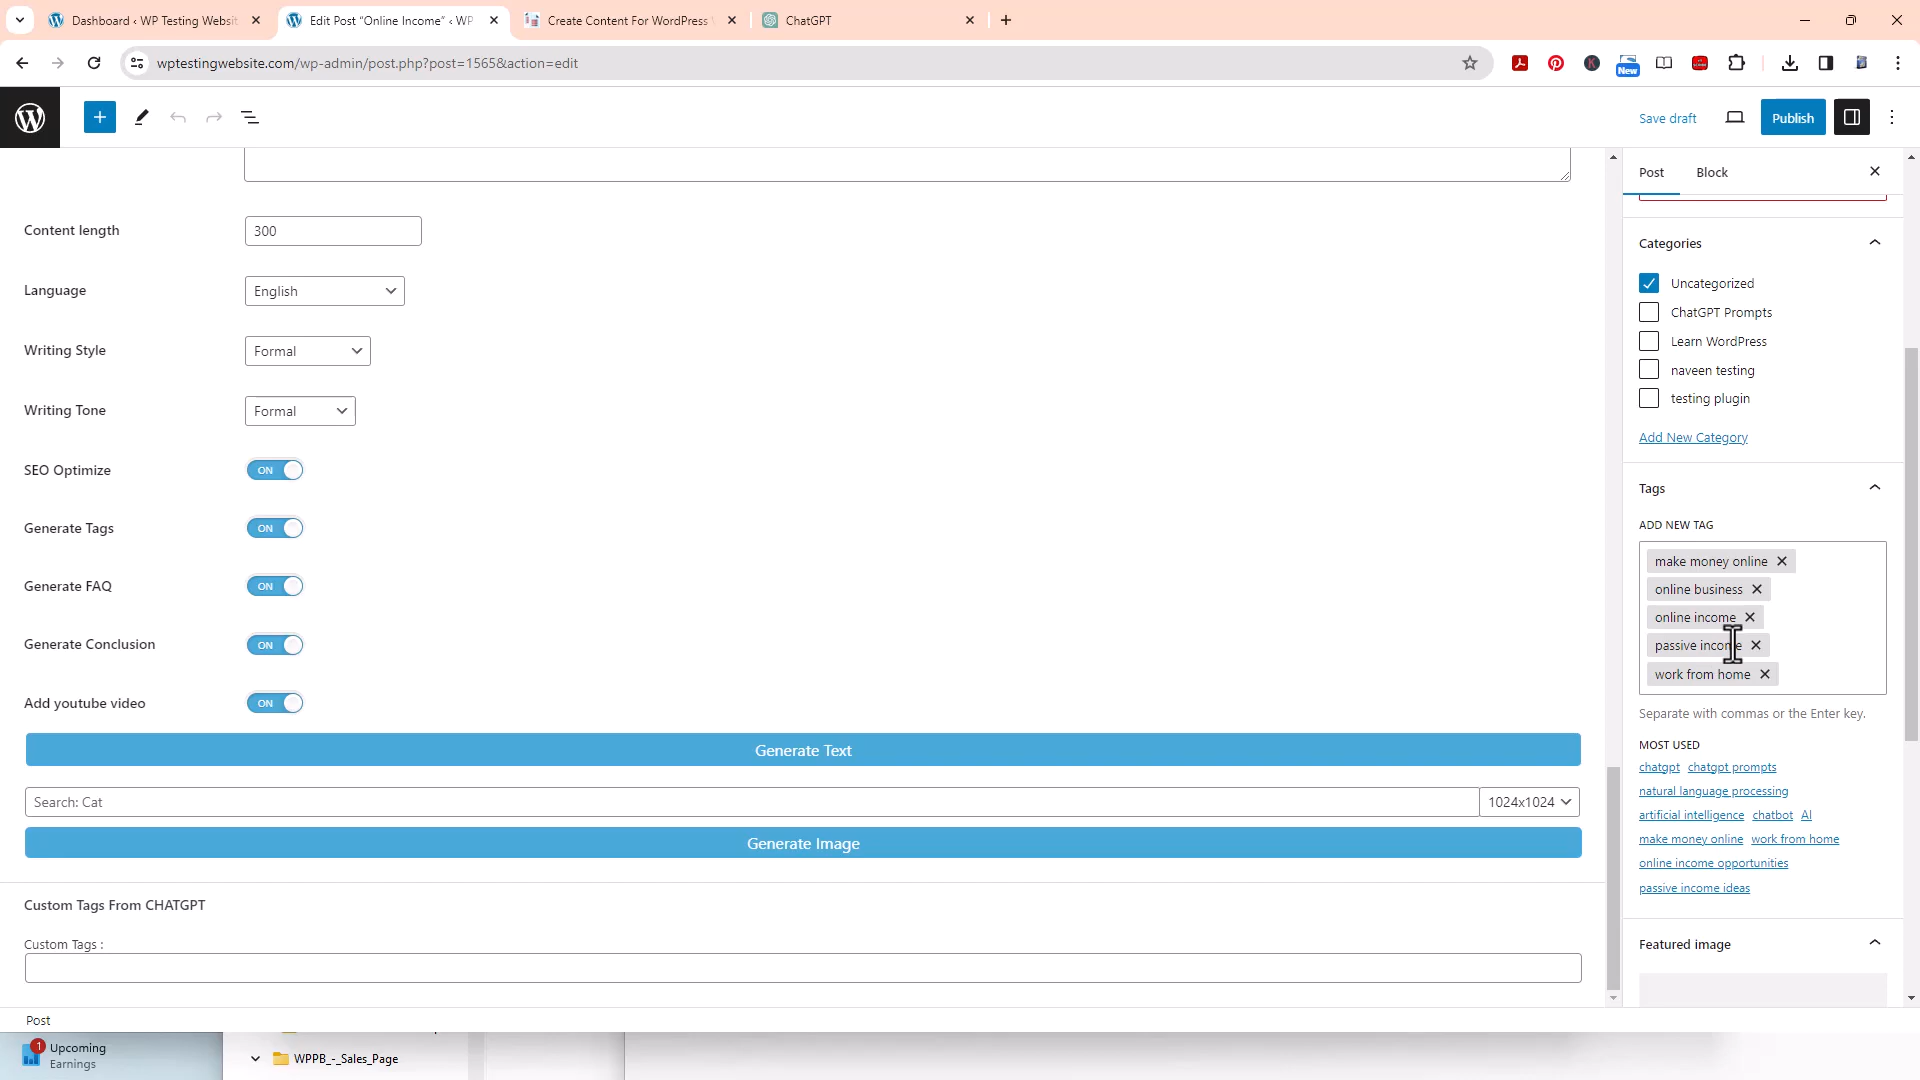 Dashboard ‹ WP Testing Websit
Edit Post “Online Income” ‹ WP
Create Content For WordPress
ChatGPT
wptestingwebsite.com/wp-admin/post.php?post=1565&action=edit
New
Save draft
Publish
Post
Block
Content length
300
Language
English
Writing Style
Formal
Writing Tone
Formal
SEO Optimize
ON
Generate Tags
ON
Generate FAQ
ON
Generate Conclusion
ON
Add youtube video
ON
Generate Text
Search: Cat
1024x1024
Generate Image
Custom Tags From CHATGPT
Custom Tags :
Categories
Uncategorized
ChatGPT Prompts
Learn WordPress
naveen testing
testing plugin
Add New Category
Tags
ADD NEW TAG
make money online
online business
online income
passive income
work from home
Separate with commas or the Enter key.
MOST USED
chatgpt chatgpt prompts
natural language processing
artificial intelligence chatbot AI
make money online work from home
online income opportunities
passive income ideas
Featured image
Post
1
Upcoming
Earnings
WPPB_-_Sales_Page